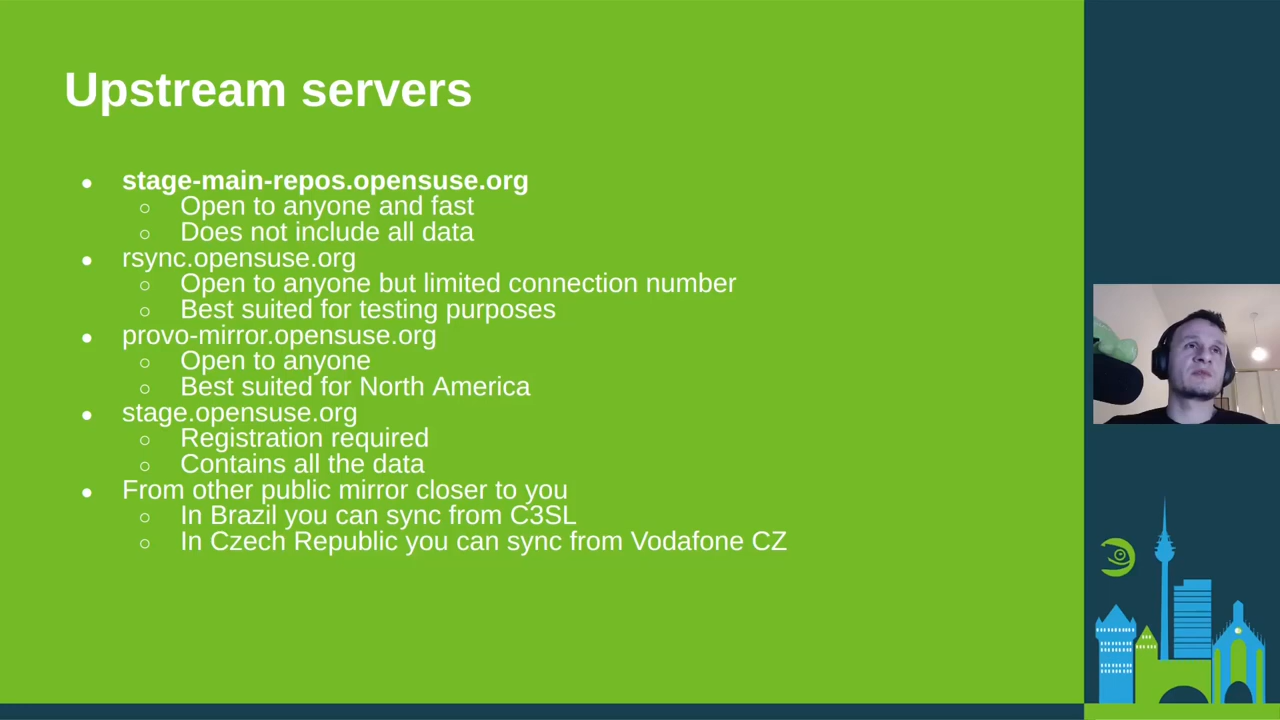 Upstream servers
● stage-main-repos.opensuse.org
○ Open to anyone and fast
○ Does not include all data
● rsync.opensuse.org
○ Open to anyone but limited connection number
○ Best suited for testing purposes
● provo-mirror.opensuse.org
○ Open to anyone
○ Best suited for North America
● stage.opensuse.org
○ Registration required
○ Contains all the data
● From other public mirror closer to you
○ In Brazil you can sync from C3SL
○ In Czech Republic you can sync from Vodafone CZ